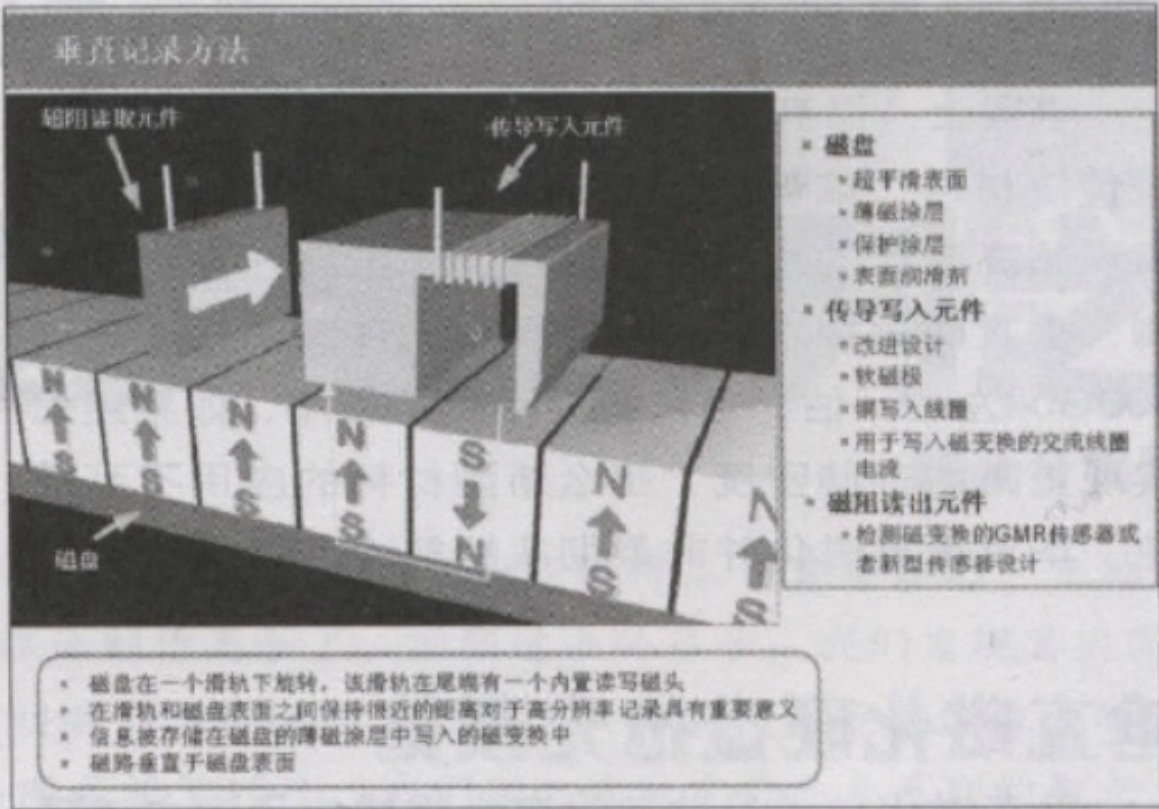 垂直记录方法
磁阻读取元件
传导写入元件
N
S
N
S
N
S
N
S
S
N
N
S
N
S
磁盘
磁盘
超平滑表面
薄磁涂层
保护涂层
表面润滑剂
传导写入元件
改进设计
软磁极
铜写入线圈
用于写入磁变换的交流线圈
电流
磁阻读出元件
检测磁变换的GMR传感器或
者新型传感器设计
磁盘在一个滑轨下旋转，该滑轨在尾端有一个内置读写磁头
在滑轨和磁盘表面之间保持很近的距离对于高分辨率记录具有重要意义
信息被存储在磁盘的薄磁涂层中写入的磁变换中
磁路垂直于磁盘表面